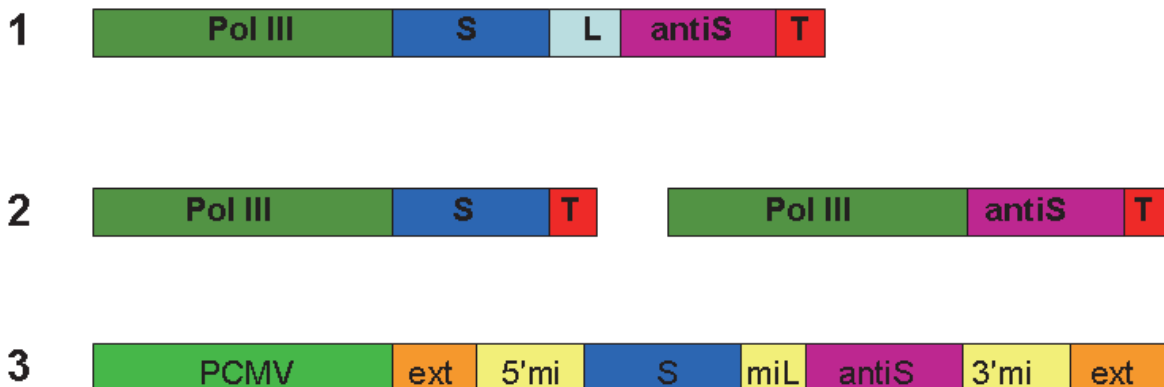 1 Pol III S L antiS T
2 Pol III S T Pol III antiS T
3 PCMV ext 5'mi S miL antiS 3'mi ext